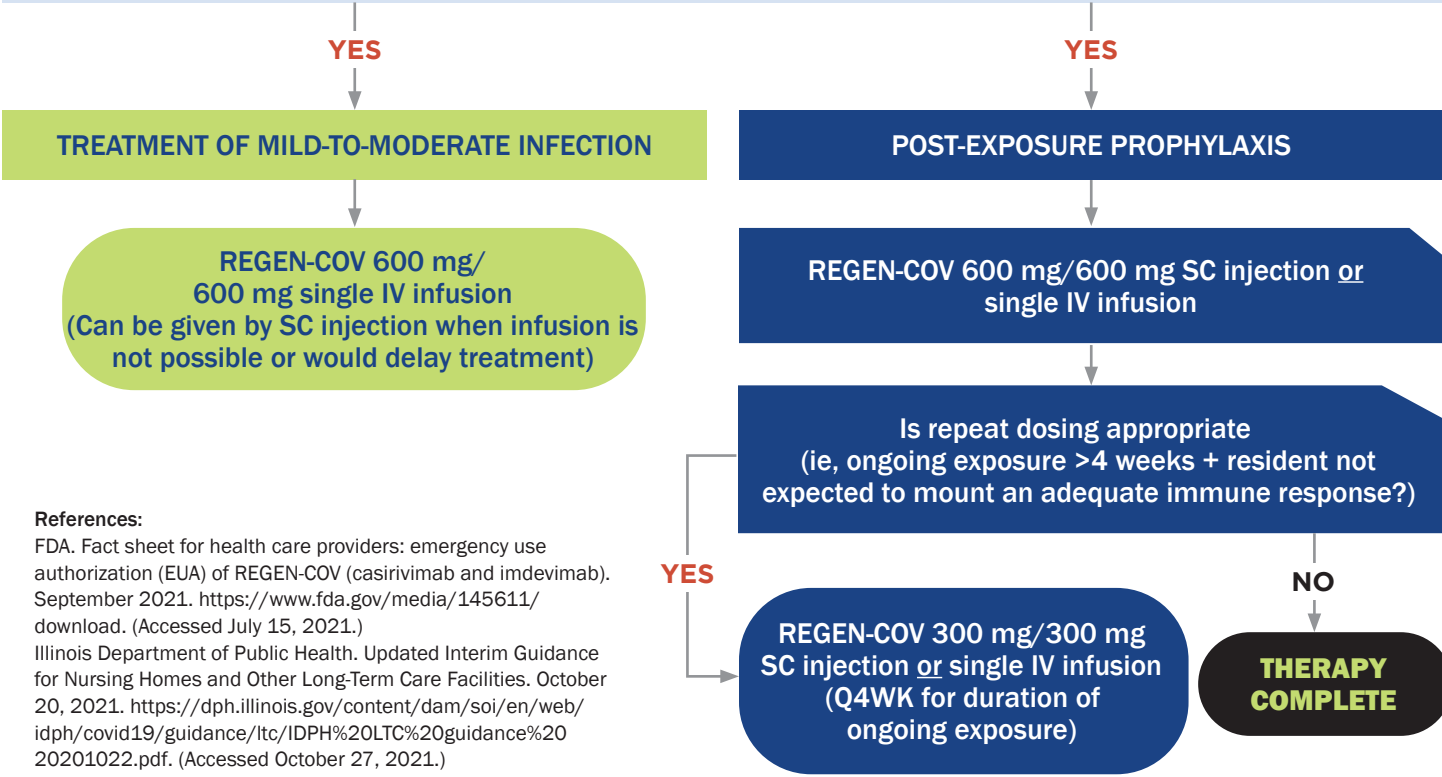 YES
YES
TREATMENT OF MILD-TO-MODERATE INFECTION
POST-EXPOSURE PROPHYLAXIS
REGEN-COV 600 mg/
600 mg single IV infusion
(Can be given by SC injection when infusion is
not possible or would delay treatment)
REGEN-COV 600 mg/600 mg SC injection or
single IV infusion
Is repeat dosing appropriate
(ie, ongoing exposure >4 weeks + resident not
expected to mount an adequate immune response?)
YES
NO
REGEN-COV 300 mg/300 mg
SC injection or single IV infusion
(Q4WK for duration of
ongoing exposure)
THERAPY
COMPLETE
References:
FDA. Fact sheet for health care providers: emergency use
authorization (EUA) of REGEN-COV (casirivimab and imdevimab).
September 2021. https://www.fda.gov/media/145611/
download. (Accessed July 15, 2021.)
Illinois Department of Public Health. Updated Interim Guidance
for Nursing Homes and Other Long-Term Care Facilities. October
20, 2021. https://dph.illinois.gov/content/dam/soi/en/web/
idph/covid19/guidance/ltc/IDPH%20LTC%20guidance%20
20201022.pdf. (Accessed October 27, 2021.)